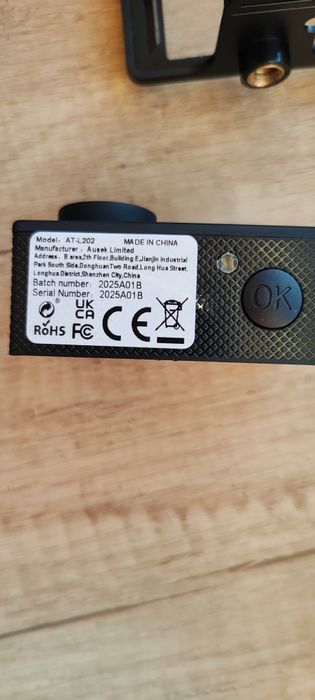 Model: AT-L202 MADE IN CHINA
Manufacturer: Ausek Limited
Address: B area,2th Floor,Building E,Jianjin industrial
Park South Side,Donghuan Two Road,Long Hua Street.
Longhua District,Shenzhen City,China
Batch number: 2025A01B
Serial Number: 2025A01B
RoHS FC UK CA CE
OK